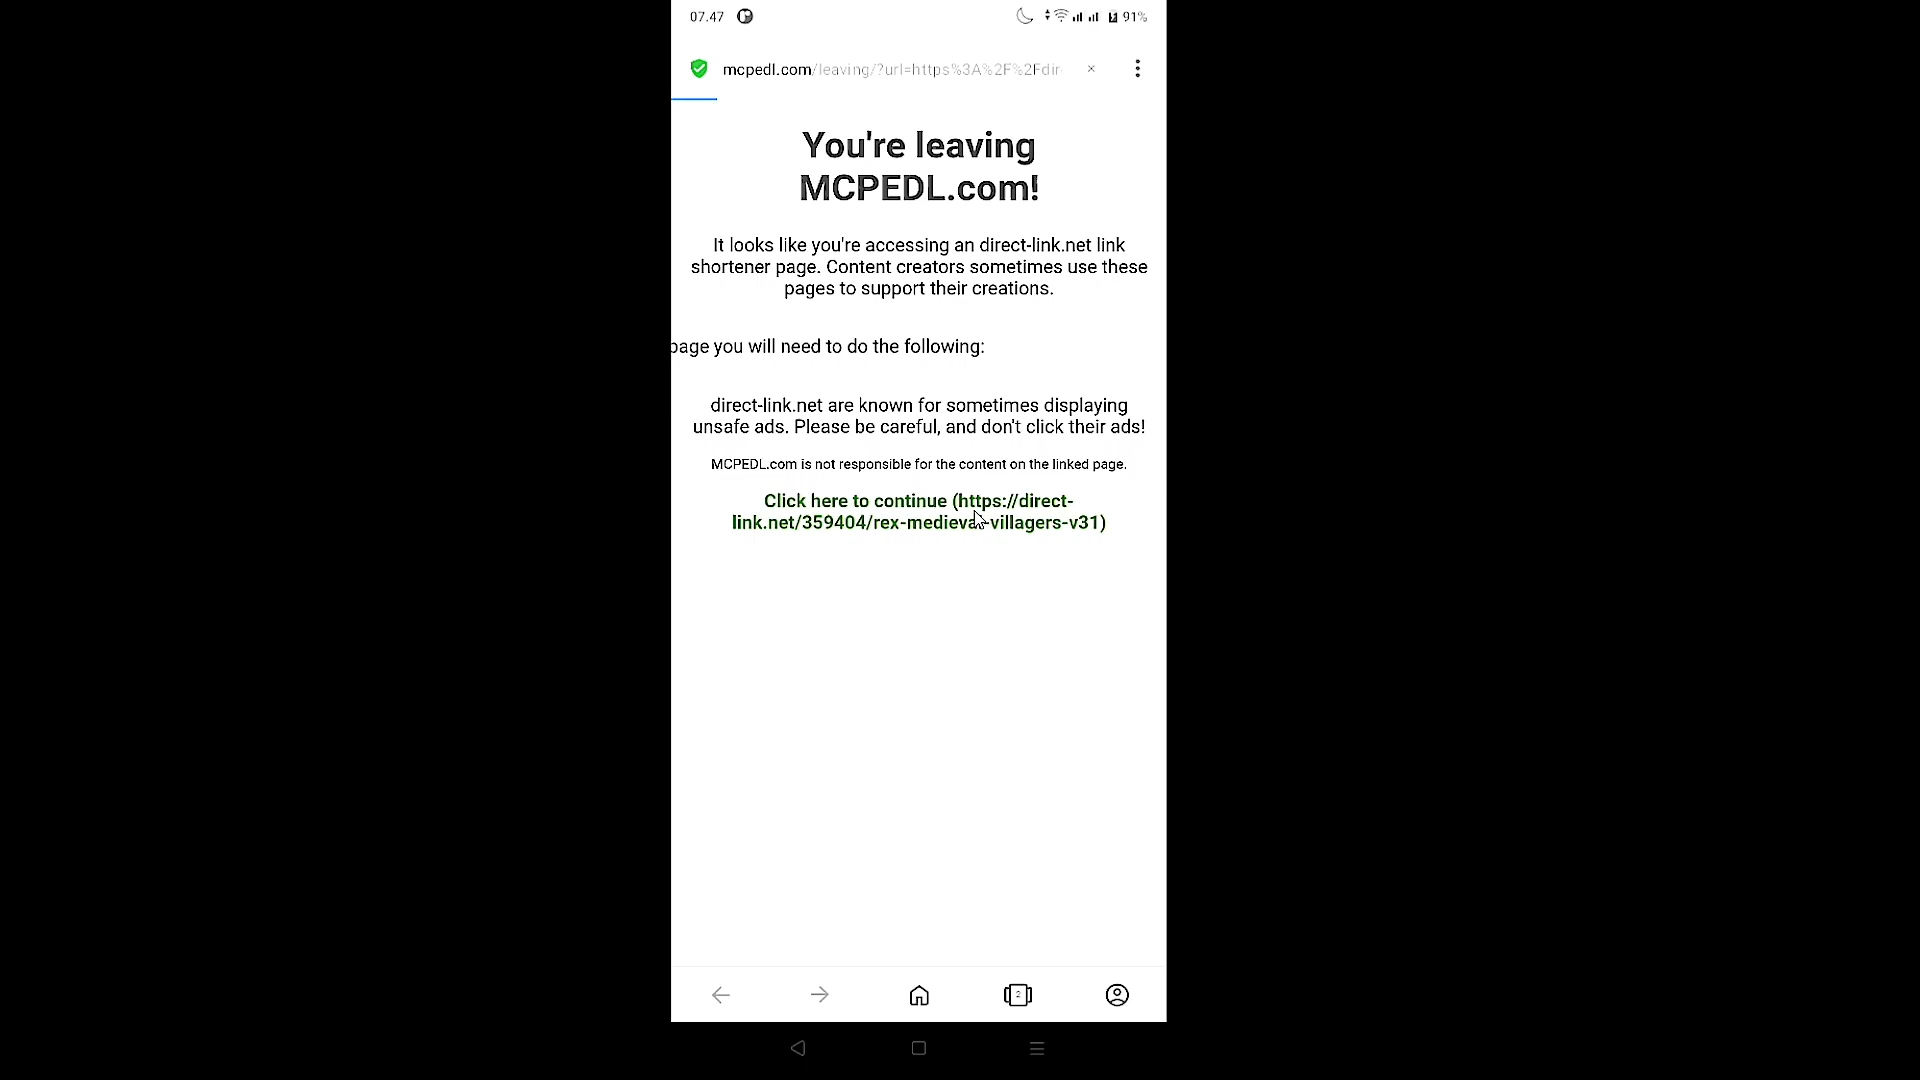 07.47
91%
mcpedl.com/leaving/?url=https%3A%2F%2Fdir
You're leaving
MCPEDL.com!
It looks like you're accessing an direct-link.net link
shortener page. Content creators sometimes use these
pages to support their creations.
page you will need to do the following:
direct-link.net are known for sometimes displaying
unsafe ads. Please be careful, and don't click their ads!
MCPEDL.com is not responsible for the content on the linked page.
Click here to continue (https://direct-
link.net/359404/rex-medieval-villagers-v31)
2